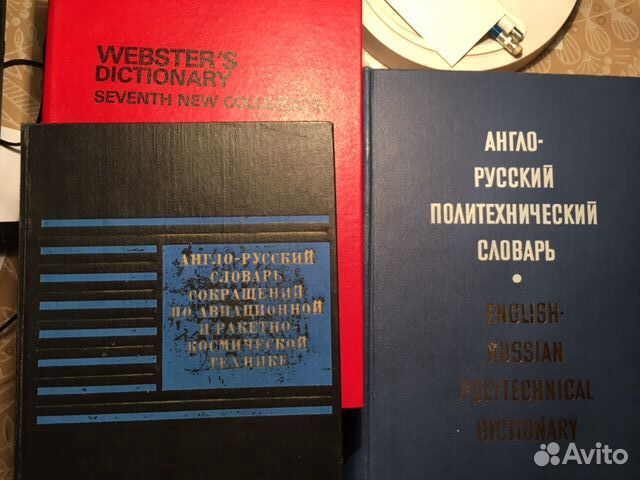 WEBSTER'S
DICTIONARY
SEVENTH NEW COLLEGIATE
АНГЛО-РУССКИЙ
СЛОВАРЬ
СОКРАЩЕНИЙ
ПО АВИАЦИОННОЙ
И РАКЕТНО-
КОСМИЧЕСКОЙ
ТЕХНИКЕ
АНГЛО-
РУССКИЙ
ПОЛИТЕХНИЧЕСКИЙ
СЛОВАРЬ
•
ENGLISH-
RUSSIAN
POLYTECHNICAL
DICTIONARY
Avito